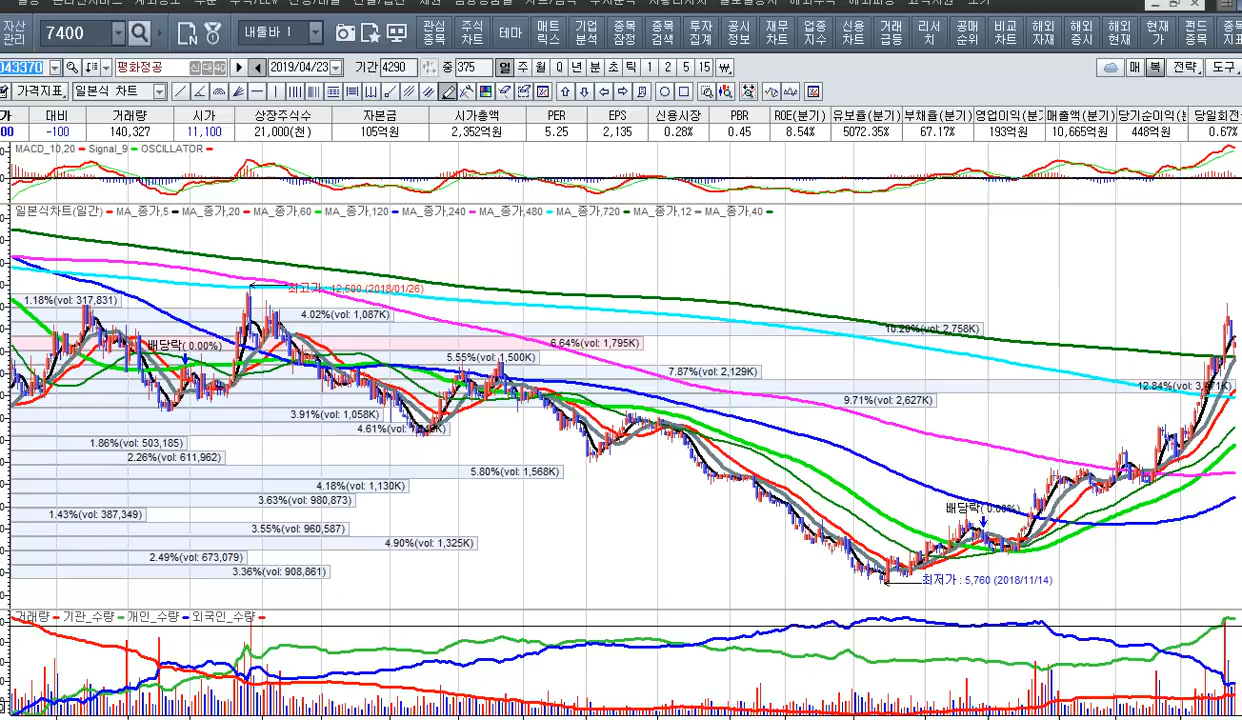 자산 관리 7400 내툴바 1 관심 종목 주식 차트 테마 매트 릭스 기업 분석 종목 잠정 종목 검색 투자 집계 공시 정보 재무 차트 업종 지수 신용 차트 거래 급등 리서 치 공매 순위 비교 차트 해외 자재 해외 증시 해외 현재 현재 가 펀드 종목
043370 평화정공 신 대 40 2019/04/23 기간 4290 중 375 일 주 월 Q 년 분 초 틱 1 2 5 15 매 복 전략 도구
가격지표 일본식 차트
대비 거래량 시가 상장주식수 자본금 시가총액 PER EPS 신용시장 PBR ROE(분기) 유보율(분기) 부채율(분기) 영업이익(분기 매출액(분기) 당기순이익(분 당일회전
-100 140,327 11,100 21,000(천) 105억원 2,352억원 5.25 2,135 0.28% 0.45 8.54% 5072.35% 67.17% 193억원 10,665억원 448억원 0.67%
MACD_10,20 Signal_9 OSCILLATOR
일본식차트(일간) MA_종가,5 MA_종가,20 MA_종가,60 MA_종가,120 MA_종가,240 MA_종가,480 MA_종가,720 MA_종가,12 MA_종가,40
최고가 : 12,500 (2018/01/26)
1.18%(vol: 317,831)
4.02%(vol: 1,087K)
10.20%(vol: 2,758K)
배당락( 0.00%)
6.64%(vol: 1,795K)
5.55%(vol: 1,500K)
7.87%(vol: 2,129K)
12.84%(vol:
9.71%(vol: 2,627K)
3.91%(vol: 1,058K)
4.61%(vol:
1.86%(vol: 503,185)
2.26%(vol: 611,962)
5.80%(vol: 1,568K)
4.18%(vol: 1,130K)
3.63%(vol: 980,873)
배당락( 0.00%)
1.43%(vol: 387,349)
3.55%(vol: 960,587)
4.90%(vol: 1,325K)
2.49%(vol: 673,079)
3.36%(vol: 908,861)
최저가 : 5,760 (2018/11/14)
거래량 기관_수량 개인_수량 외국인_수량